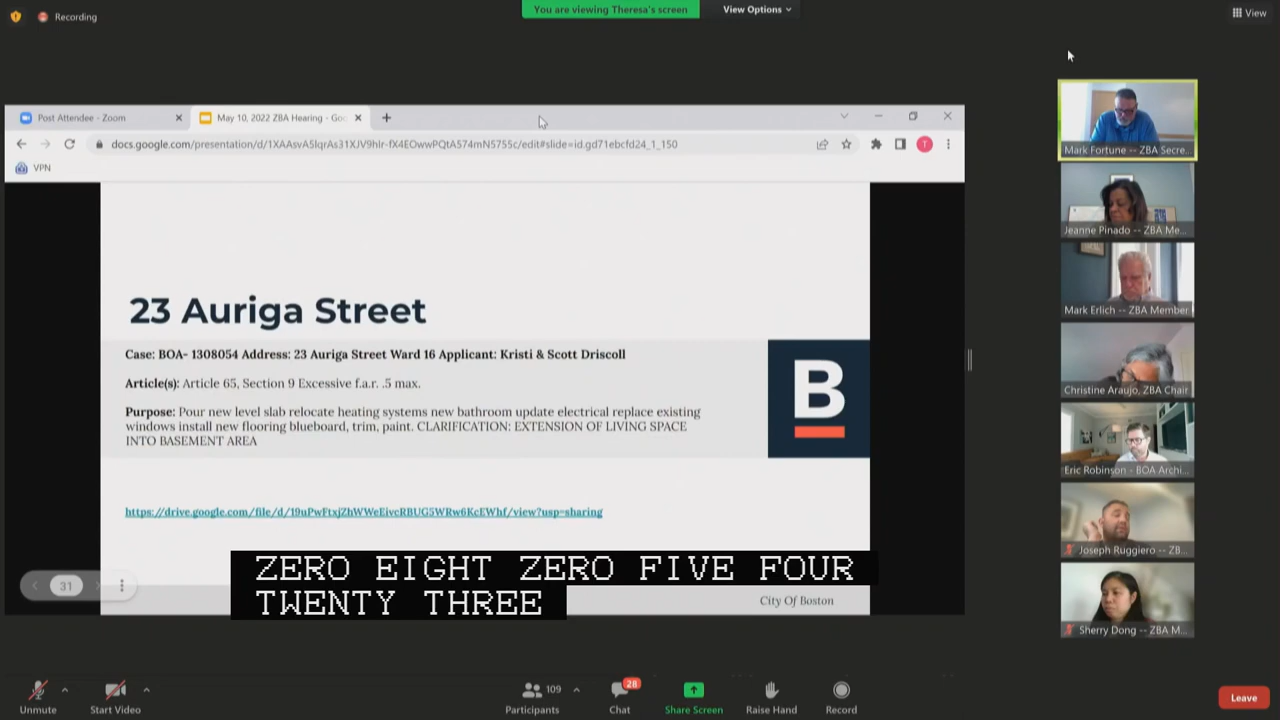 Recording
You are viewing Theresa's screen
View Options
View
Post Attendee - Zoom
May 10, 2022 ZBA Hearing - Goo
docs.google.com/presentation/d/1XAAsvA5lqrAs31XJV9hlr-fX4EOwwPQtA574mN5755c/edit#slide=id.gd71ebcfd24_1_150
T
VPN
23 Auriga Street
Case: BOA- 1308054 Address: 23 Auriga Street Ward 16 Applicant: Kristi & Scott Driscoll
Article(s): Article 65, Section 9 Excessive f.a.r. .5 max.
Purpose: Pour new level slab relocate heating systems new bathroom update electrical replace existing
windows install new flooring blueboard, trim, paint. CLARIFICATION: EXTENSION OF LIVING SPACE
INTO BASEMENT AREA
B
https://drive.google.com/file/d/19uPwFtxjZhWWeEivcRBUG5WRw6KcEWhf/view?usp=sharing
31
ZERO EIGHT ZERO FIVE FOUR
TWENTY THREE
City Of Boston
Mark Fortune -- ZBA Secre...
Jeanne Pinado -- ZBA Me...
Mark Erlich -- ZBA Member
Christine Araujo, ZBA Chair
Eric Robinson - BOA Archi...
Joseph Ruggiero -- ZB...
Sherry Dong -- ZBA M...
Unmute
Start Video
109
Participants
28
Chat
Share Screen
Raise Hand
Record
Leave